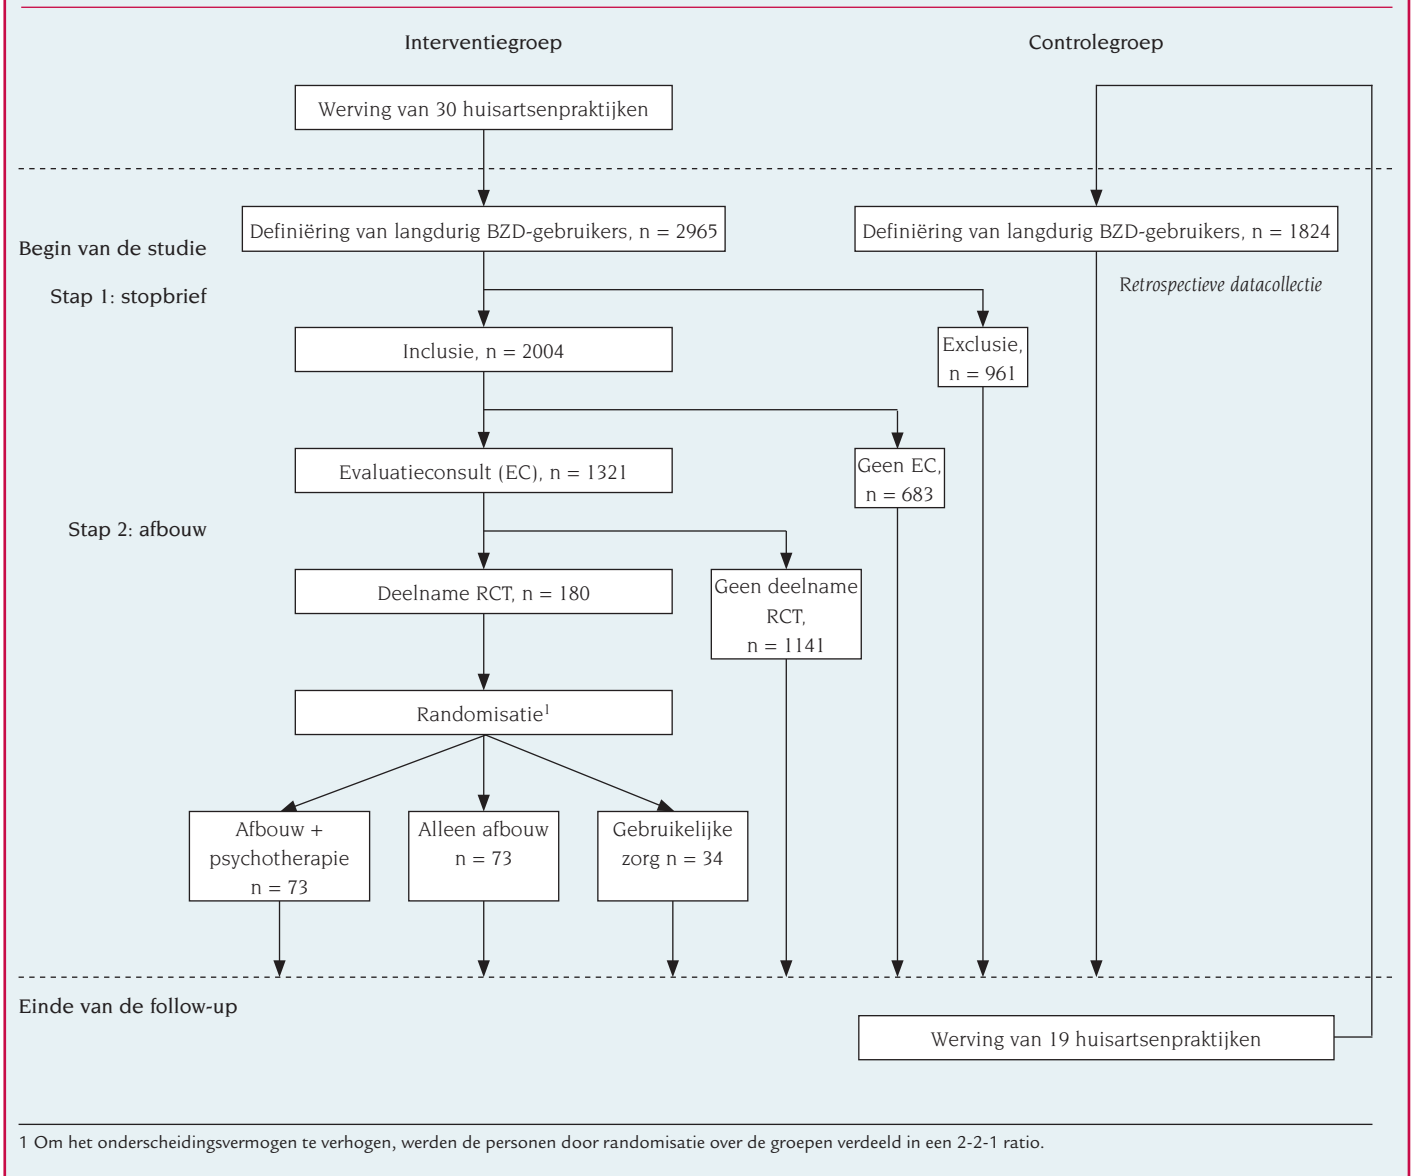 Interventiegroep
Controlegroep
Werving van 30 huisartsenpraktijken
Definiëring van langdurig BZD-gebruikers, n = 2965
Definiëring van langdurig BZD-gebruikers, n = 1824
Begin van de studie
Retrospectieve datacollectie
Stap 1: stopbrief
Inclusie, n = 2004
Exclusie,
n = 961
Evaluatieconsult (EC), n = 1321
Geen EC,
n = 683
Stap 2: afbouw
Deelname RCT, n = 180
Geen deelname
RCT,
n = 1141
Randomisatie1
Afbouw +
psychotherapie
n = 73
Alleen afbouw
n = 73
Gebruikelijke
zorg n = 34
Einde van de follow-up
Werving van 19 huisartsenpraktijken
1 Om het onderscheidingsvermogen te verhogen, werden de personen door randomisatie over de groepen verdeeld in een 2-2-1 ratio.